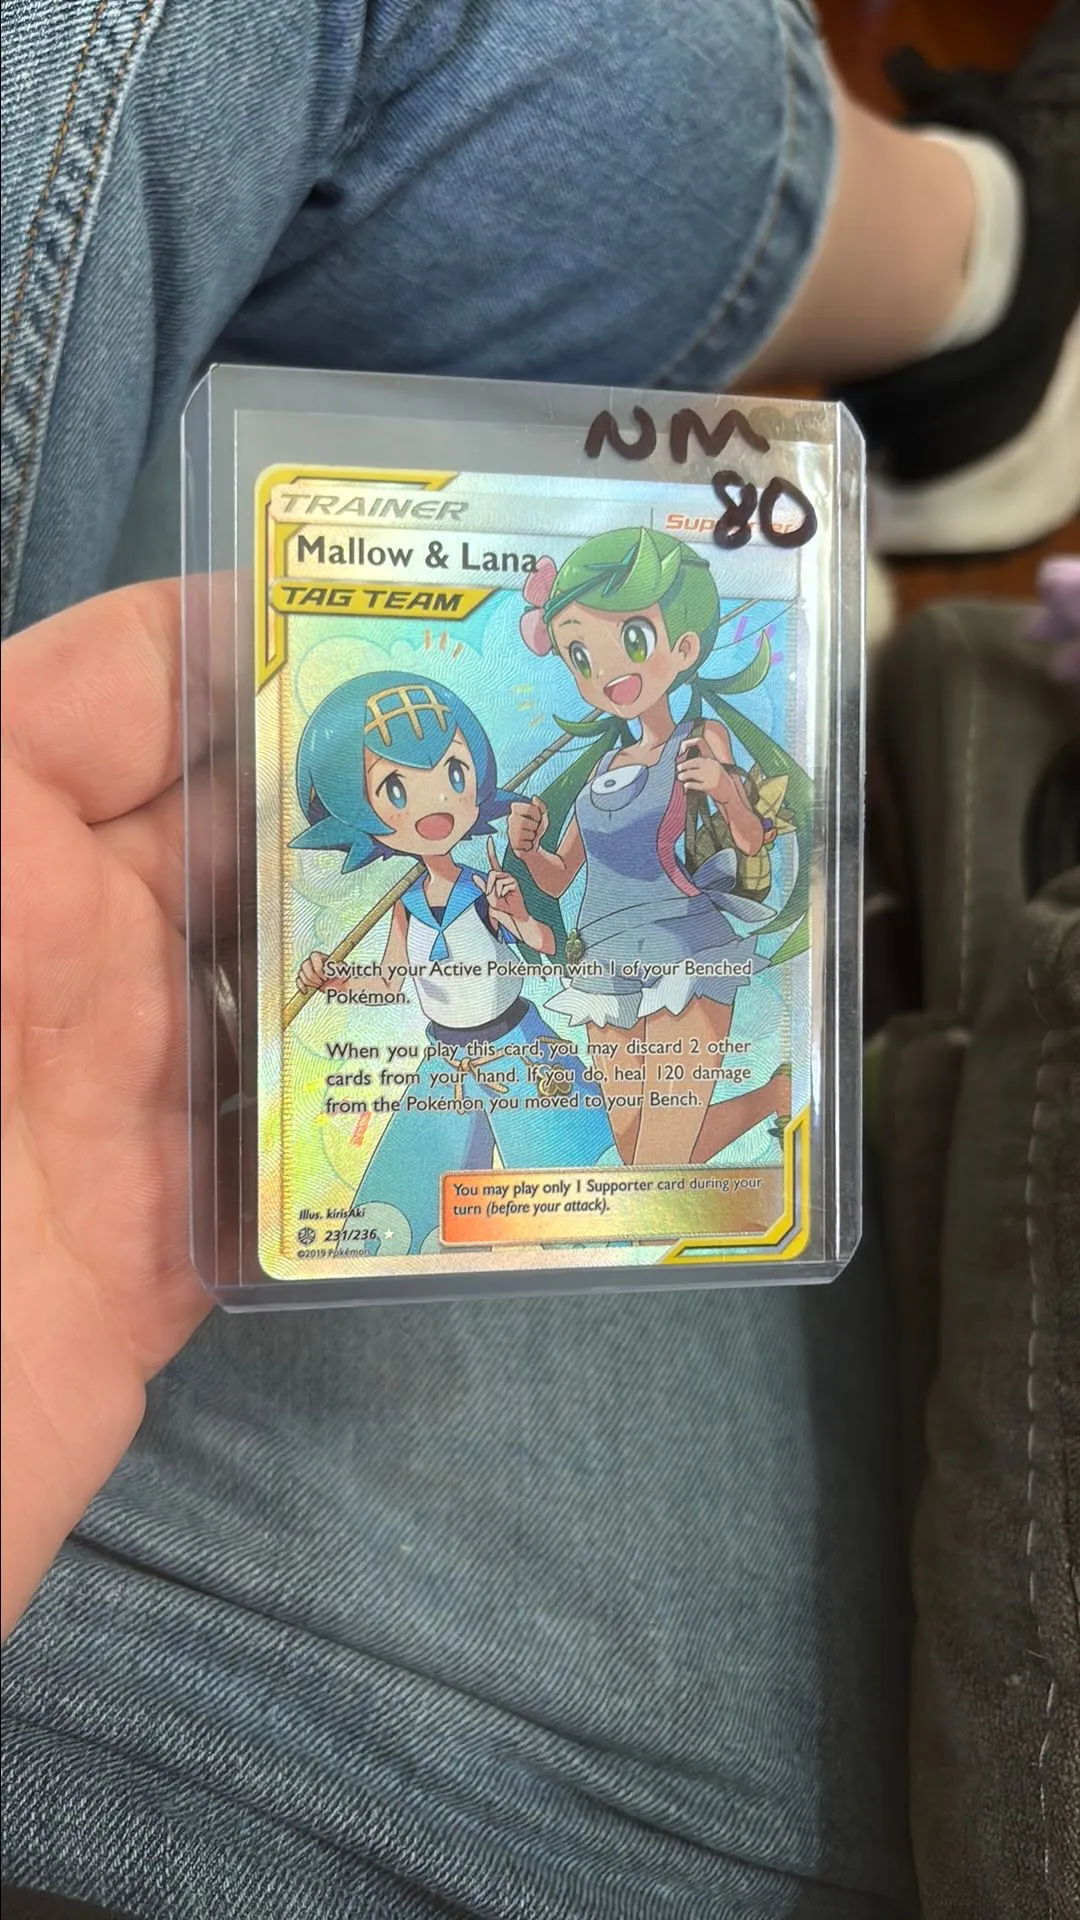 NM
80
TRAINER
Supporter
Mallow & Lana
TAG TEAM
Switch your Active Pokémon with 1 of your Benched
Pokémon.
When you play this card, you may discard 2 other
cards from your hand. If you do, heal 120 damage
from the Pokémon you moved to your Bench.
You may play only 1 Supporter card during your
turn (before your attack).
Illus. kirisAki
231/236
©2019 Pokémon